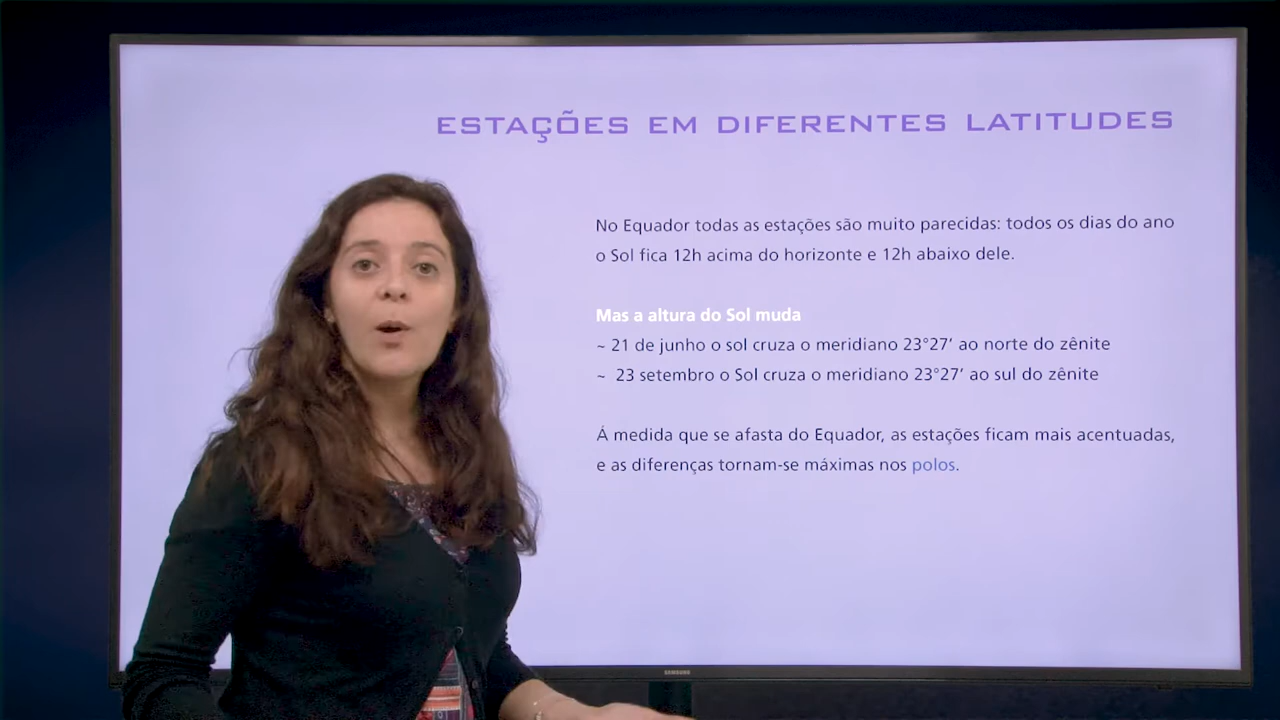 ESTAÇÕES EM DIFERENTES LATITUDES
No Equador todas as estações são muito parecidas: todos os dias do ano
o Sol fica 12h acima do horizonte e 12h abaixo dele.
Mas a altura do Sol muda
~ 21 de junho o sol cruza o meridiano 23°27’ ao norte do zênite
~ 23 setembro o Sol cruza o meridiano 23°27’ ao sul do zênite
Á medida que se afasta do Equador, as estações ficam mais acentuadas,
e as diferenças tornam-se máximas nos polos.
SAMSUNG